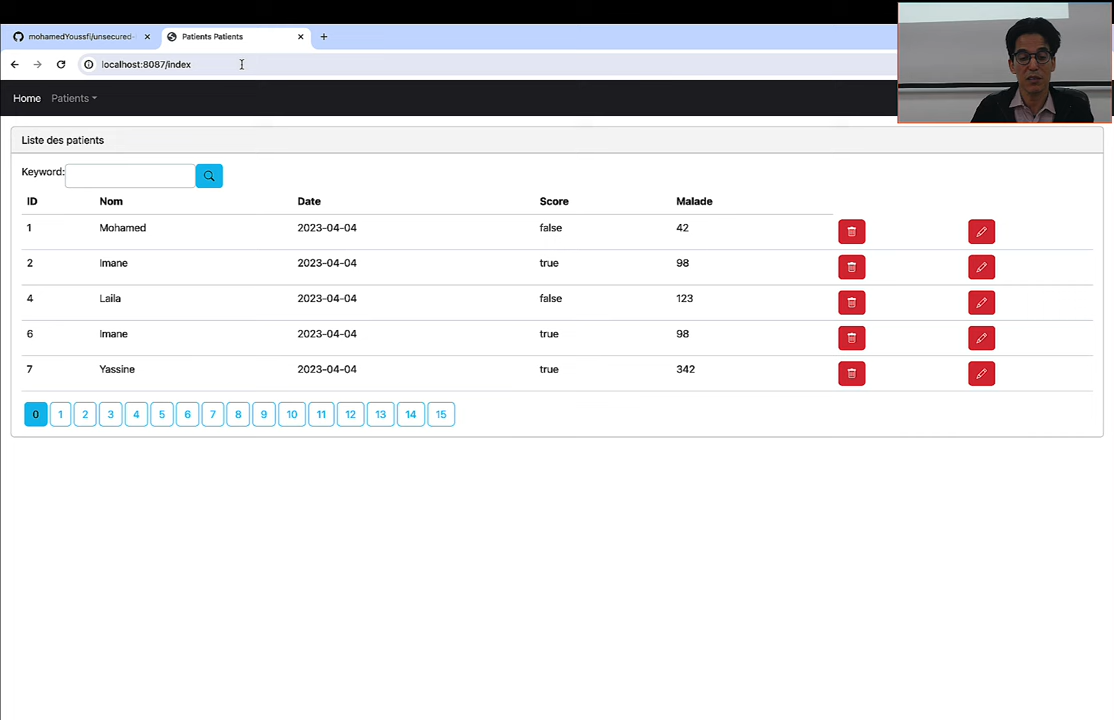 mohamedYoussfi/unsecured-
Patients Patients
localhost:8087/index
Home Patients
Liste des patients
Keyword:
ID Nom Date Score Malade
1 Mohamed 2023-04-04 false 42
2 Imane 2023-04-04 true 98
4 Laila 2023-04-04 false 123
6 Imane 2023-04-04 true 98
7 Yassine 2023-04-04 true 342
0 1 2 3 4 5 6 7 8 9 10 11 12 13 14 15